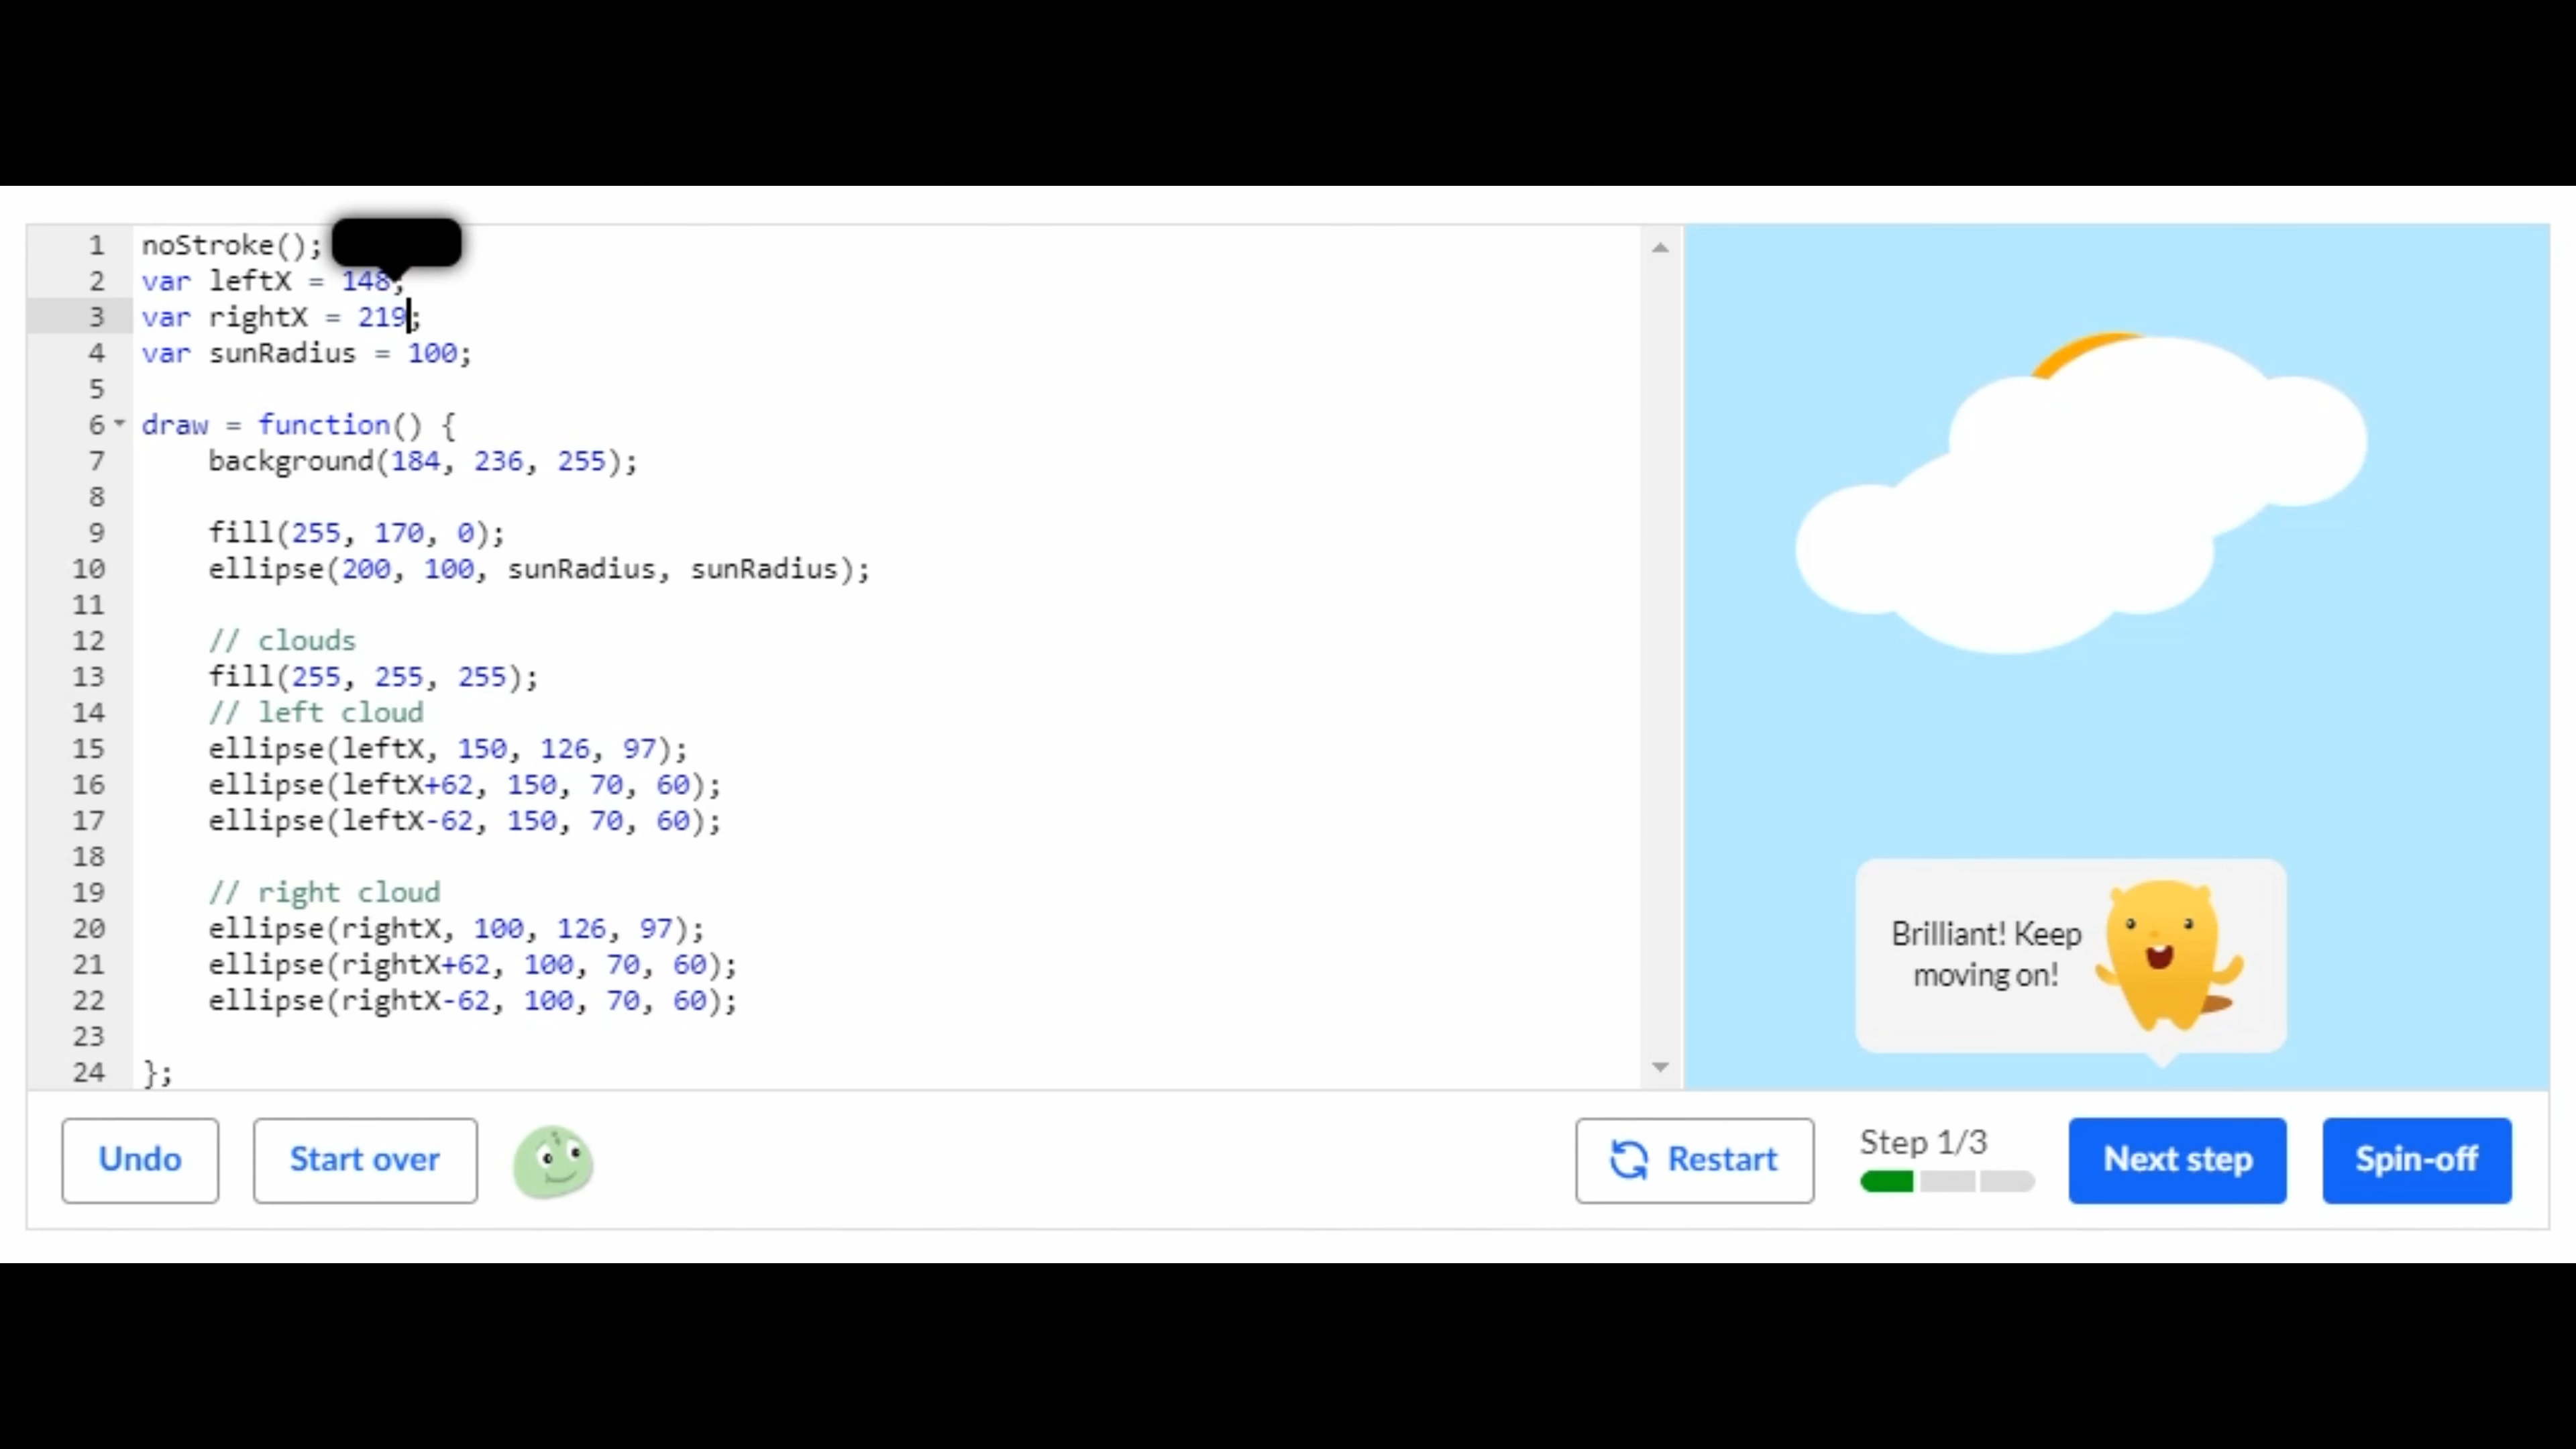 1 noStroke();
2 var leftX = 148;
3 var rightX = 219;
4 var sunRadius = 100;
5
6 draw = function() {
7 background(184, 236, 255);
8
9 fill(255, 170, 0);
10 ellipse(200, 100, sunRadius, sunRadius);
11
12 // clouds
13 fill(255, 255, 255);
14 // left cloud
15 ellipse(leftX, 150, 126, 97);
16 ellipse(leftX+62, 150, 70, 60);
17 ellipse(leftX-62, 150, 70, 60);
18
19 // right cloud
20 ellipse(rightX, 100, 126, 97);
21 ellipse(rightX+62, 100, 70, 60);
22 ellipse(rightX-62, 100, 70, 60);
23
24 };
Brilliant! Keep
moving on!
Undo
Start over
Restart
Step 1/3
Next step
Spin-off